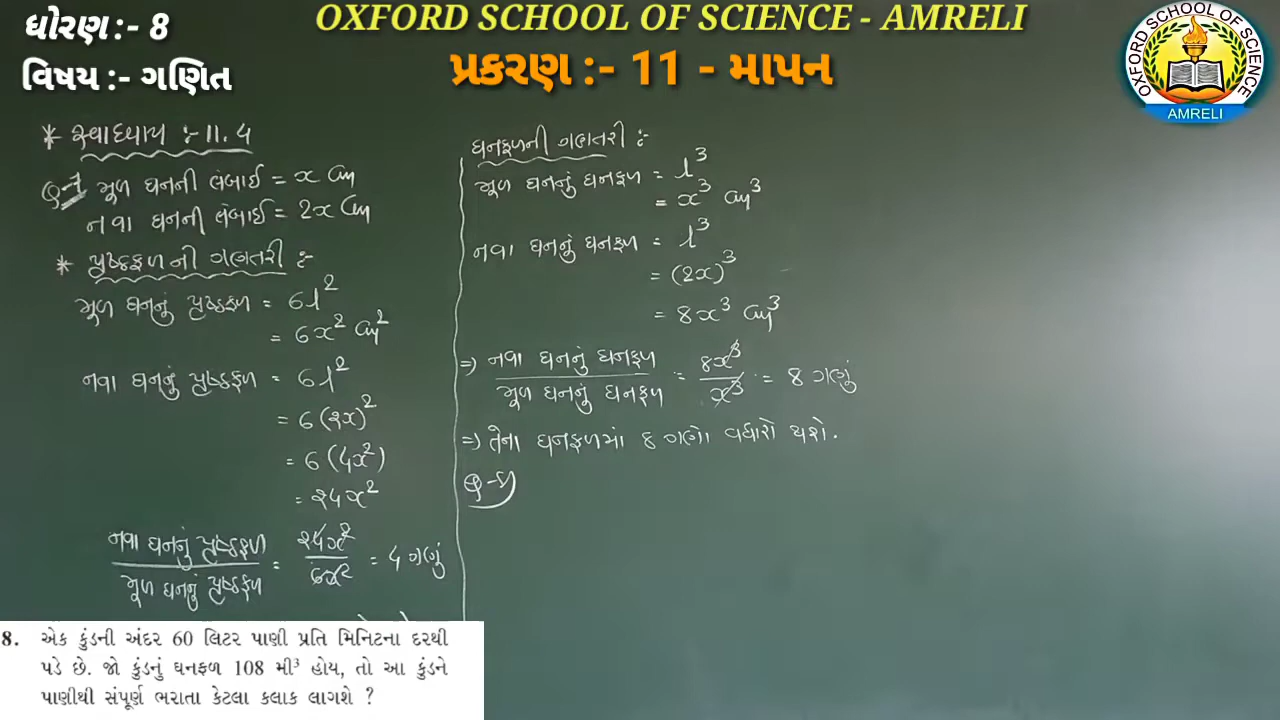 ધોરણ :- 8
વિષય :- ગણિત
OXFORD SCHOOL OF SCIENCE - AMRELI
પ્રકરણ :- 11 - માપન
OXFORD SCHOOL OF SCIENCE
AMRELI
* સ્વાધ્યાય :- 11.4
Q-7 મૂળ ઘનની લંબાઈ = x cm
નવા ઘનની લંબાઈ = 2x cm
* પૃષ્ઠફળની ગણતરી :-
મૂળ ઘનનું પૃષ્ઠફળ = 6l²
= 6x² cm²
નવા ઘનનું પૃષ્ઠફળ = 6l²
= 6(2x)²
= 6(4x²)
= 24x²
નવા ઘનનું પૃષ્ઠફળ / મૂળ ઘનનું પૃષ્ઠફળ = 24x² / 6x² = 4 ગણું
ઘનફળની ગણતરી :-
મૂળ ઘનનું ઘનફળ = l³
= x³ cm³
નવા ઘનનું ઘનફળ = l³
= (2x)³
= 8x³ cm³
=> નવા ઘનનું ઘનફળ / મૂળ ઘનનું ઘનફળ = 8x³ / x³ = 8 ગણું
=> તેના ઘનફળમાં 8 ગણો વધારો થશે.
Q-8
8. એક કુંડની અંદર 60 લિટર પાણી પ્રતિ મિનિટના દરથી
પડે છે. જો કુંડનું ઘનફળ 108 મી³ હોય, તો આ કુંડને
પાણીથી સંપૂર્ણ ભરાતા કેટલા કલાક લાગશે ?